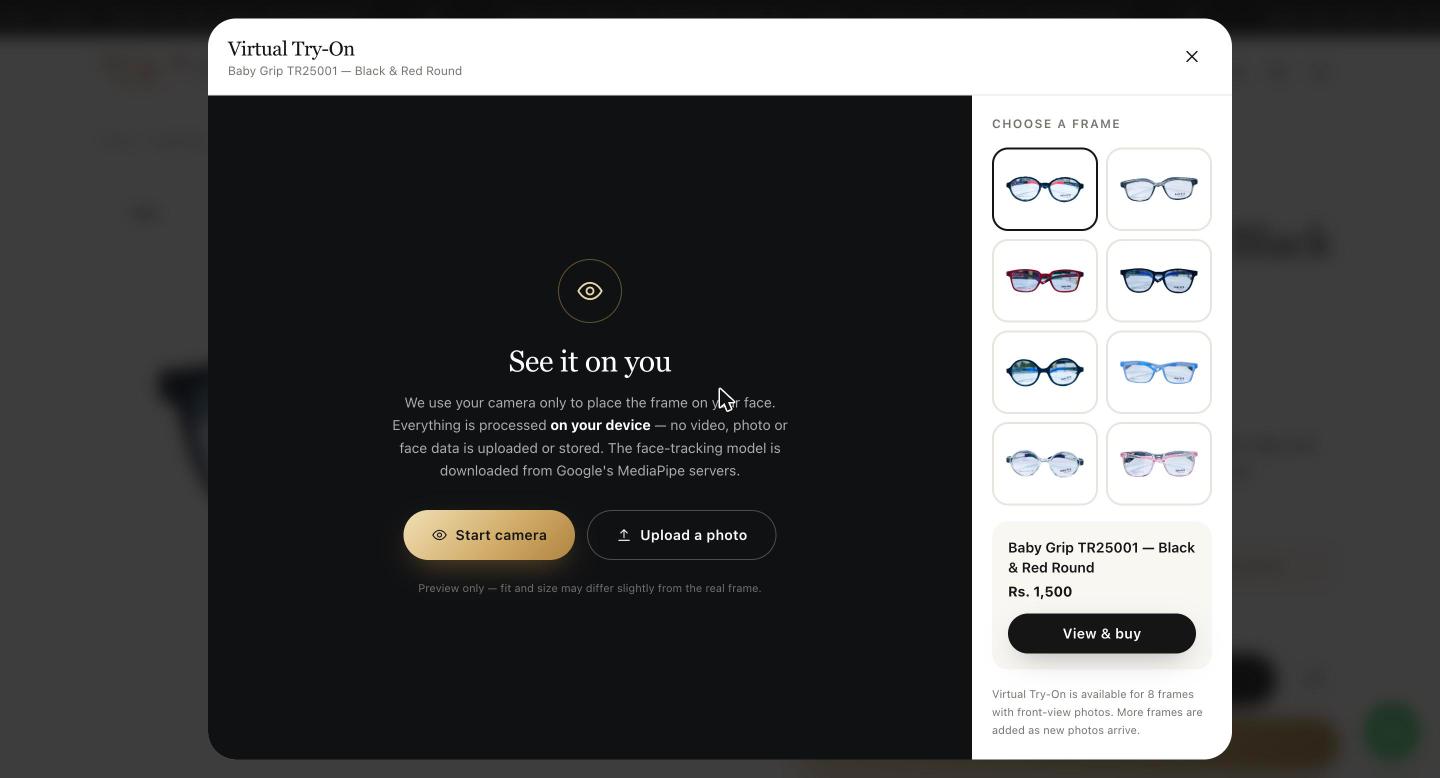 Virtual Try-On
Baby Grip TR25001 — Black & Red Round
See it on you
We use your camera only to place the frame on your face.
Everything is processed on your device — no video, photo or
face data is uploaded or stored. The face-tracking model is
downloaded from Google's MediaPipe servers.
Start camera
Upload a photo
Preview only — fit and size may differ slightly from the real frame.
CHOOSE A FRAME
Baby Grip TR25001 — Black
& Red Round
Rs. 1,500
View & buy
Virtual Try-On is available for 8 frames
with front-view photos. More frames are
added as new photos arrive.
Black